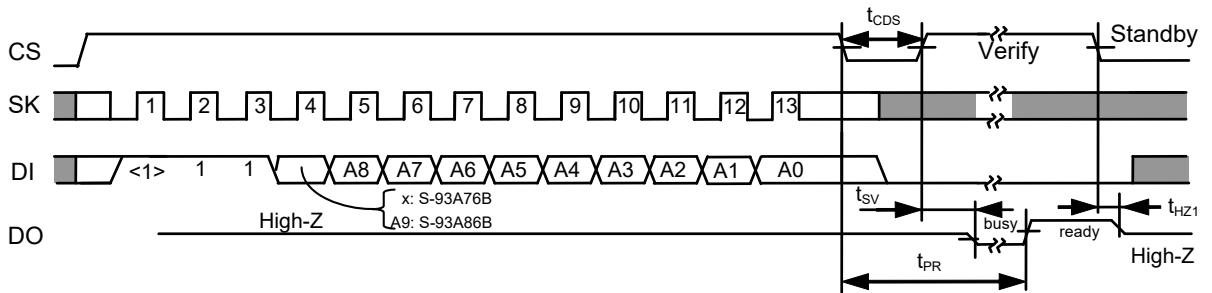 CS
tCDS
Verify
Standby
SK
1 2 3 4 5 6 7 8 9 10 11 12 13
DI
<1> 1 1 A8 A7 A6 A5 A4 A3 A2 A1 A0
x: S-93A76B
A9: S-93A86B
DO
High-Z
tSV
busy
ready
tHZ1
High-Z
tPR